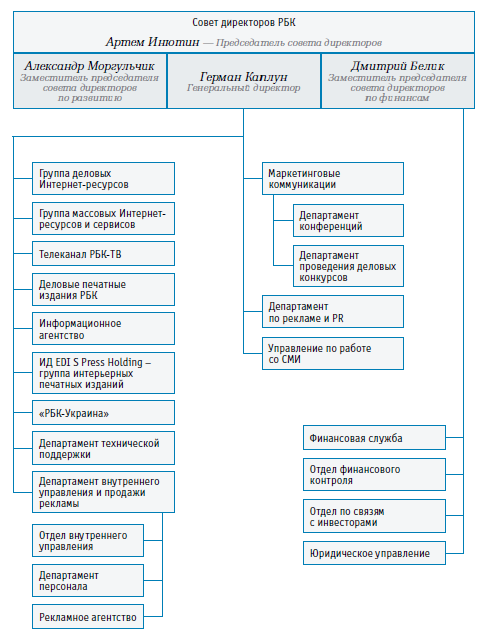 Совет директоров РБК
Артем Инютин — Председатель совета директоров
Александр Моргульчик
Заместитель председателя
совета директоров
по развитию
Герман Каплун
Генеральный директор
Дмитрий Белик
Заместитель председателя
совета директоров
по финансам
Группа деловых
Интернет-ресурсов
Группа массовых Интернет-
ресурсов и сервисов
Телеканал РБК-ТВ
Деловые печатные
издания РБК
Информационное
агентство
ИД EDI S Press Holding –
группа интерьерных
печатных изданий
«РБК-Украина»
Департамент технической
поддержки
Департамент внутреннего
управления и продажи
рекламы
Отдел внутреннего
управления
Департамент
персонала
Рекламное агентство
Маркетинговые
коммуникации
Департамент
конференций
Департамент
проведения деловых
конкурсов
Департамент
по рекламе и PR
Управление по работе
со СМИ
Финансовая служба
Отдел финансового
контроля
Отдел по связям
с инвесторами
Юридическое управление